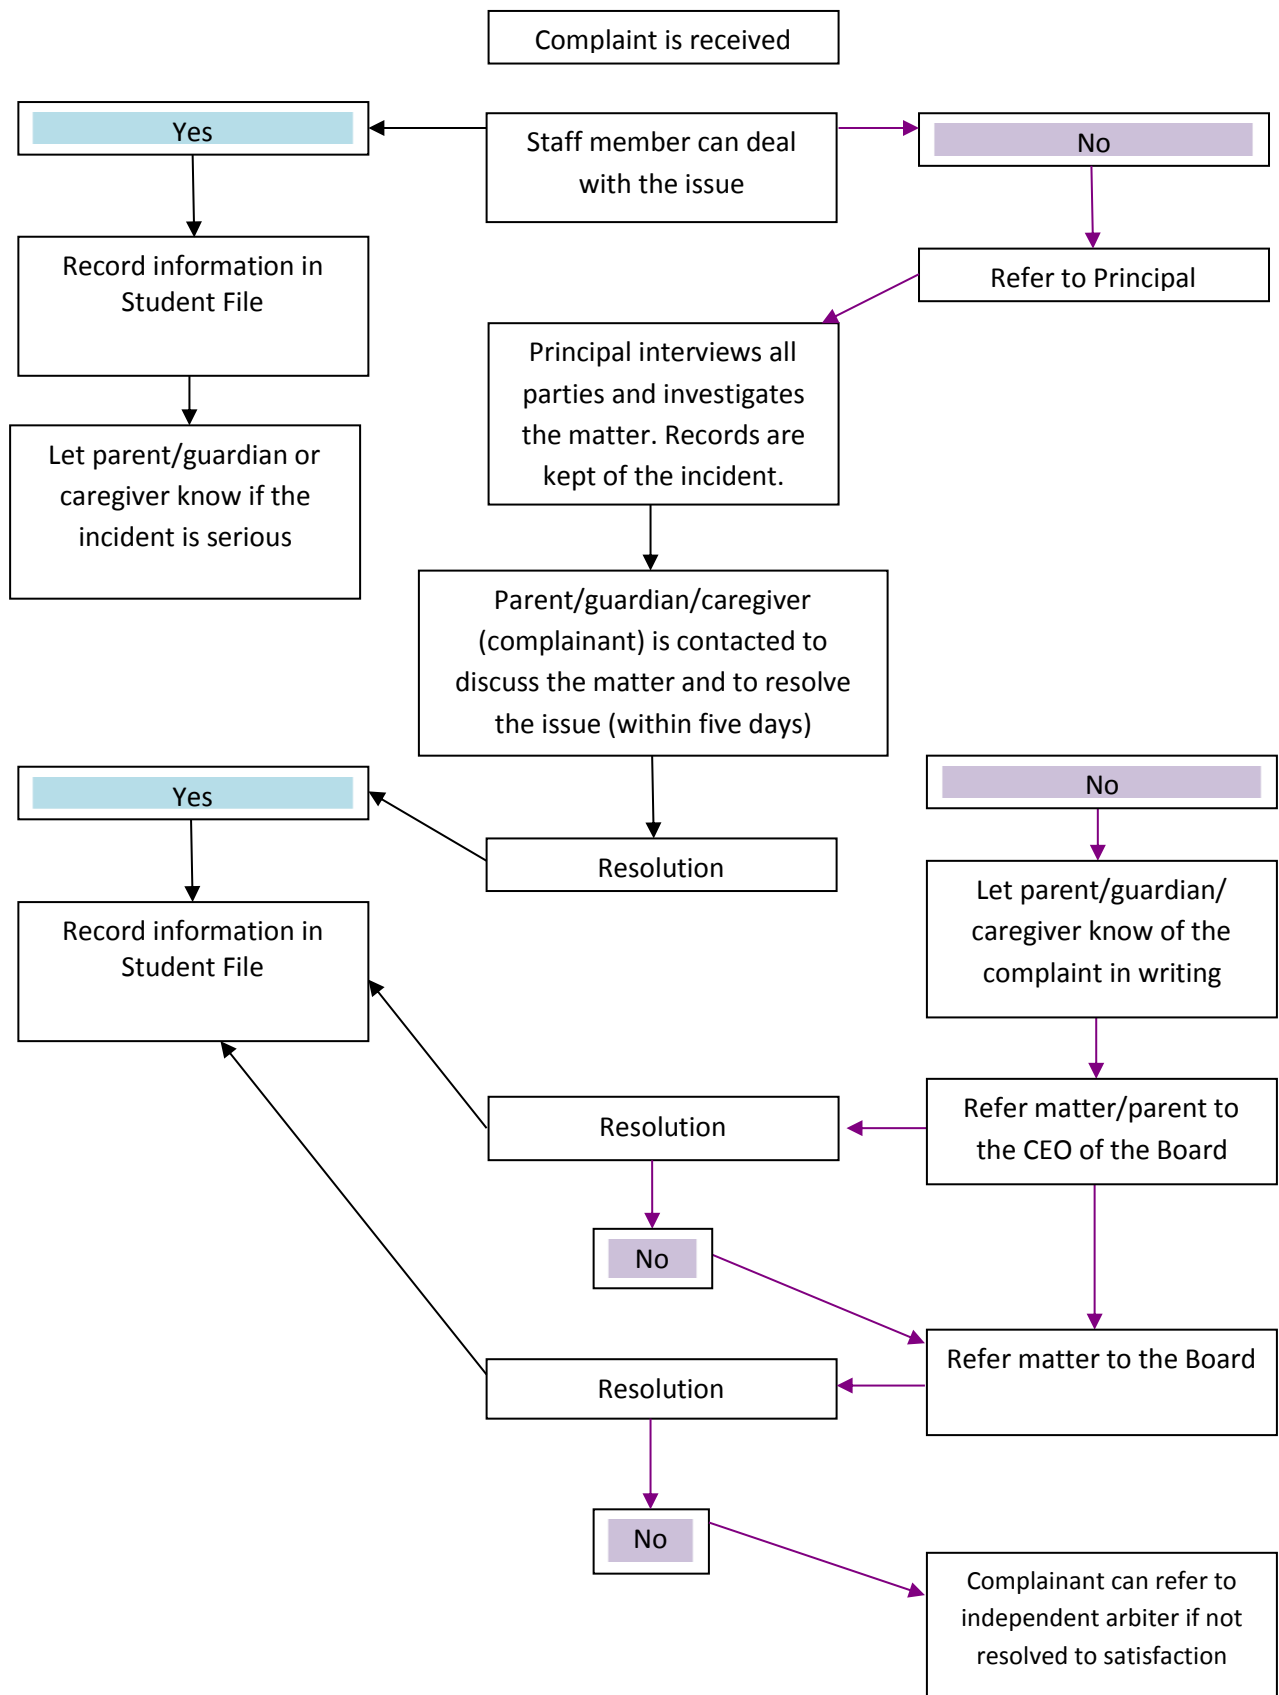 Complaint is received
Yes
Staff member can deal
with the issue
No
Record information in
Student File
Refer to Principal
Principal interviews all
parties and investigates
the matter. Records are
kept of the incident.
Let parent/guardian or
caregiver know if the
incident is serious
Parent/guardian/caregiver
(complainant) is contacted to
discuss the matter and to resolve
the issue (within five days)
Yes
No
Resolution
Let parent/guardian/
caregiver know of the
complaint in writing
Record information in
Student File
Refer matter/parent to
the CEO of the Board
Resolution
No
Refer matter to the Board
Resolution
No
Complainant can refer to
independent arbiter if not
resolved to satisfaction